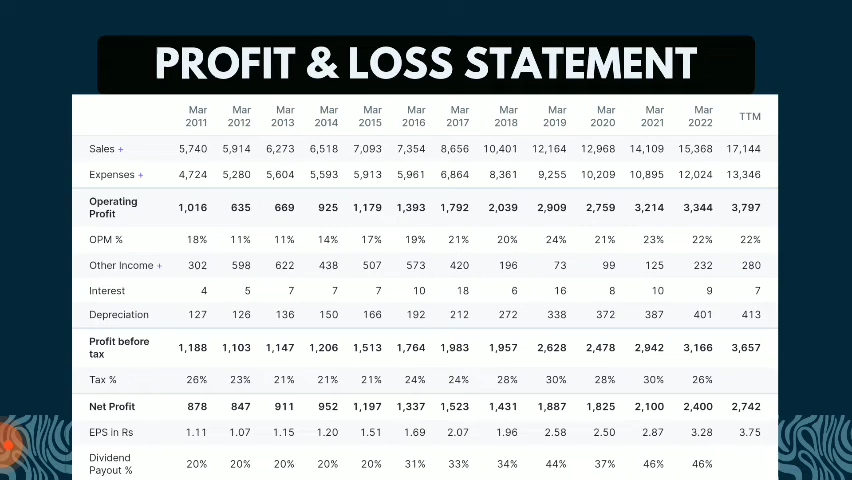 PROFIT & LOSS STATEMENT
Mar 2011 Mar 2012 Mar 2013 Mar 2014 Mar 2015 Mar 2016 Mar 2017 Mar 2018 Mar 2019 Mar 2020 Mar 2021 Mar 2022 TTM
Sales + 5,740 5,914 6,273 6,518 7,093 7,354 8,656 10,401 12,164 12,968 14,109 15,368 17,144
Expenses + 4,724 5,280 5,604 5,593 5,913 5,961 6,864 8,361 9,255 10,209 10,895 12,024 13,346
Operating Profit 1,016 635 669 925 1,179 1,393 1,792 2,039 2,909 2,759 3,214 3,344 3,797
OPM % 18% 11% 11% 14% 17% 19% 21% 20% 24% 21% 23% 22% 22%
Other Income + 302 598 622 438 507 573 420 196 73 99 125 232 280
Interest 4 5 7 7 7 10 18 6 16 8 10 9 7
Depreciation 127 126 136 150 166 192 212 272 338 372 387 401 413
Profit before tax 1,188 1,103 1,147 1,206 1,513 1,764 1,983 1,957 2,628 2,478 2,942 3,166 3,657
Tax % 26% 23% 21% 21% 21% 24% 24% 28% 30% 28% 30% 26%
Net Profit 878 847 911 952 1,197 1,337 1,523 1,431 1,887 1,825 2,100 2,400 2,742
EPS in Rs 1.11 1.07 1.15 1.20 1.51 1.69 2.07 1.96 2.58 2.50 2.87 3.28 3.75
Dividend Payout % 20% 20% 20% 20% 20% 31% 33% 34% 44% 37% 46% 46%